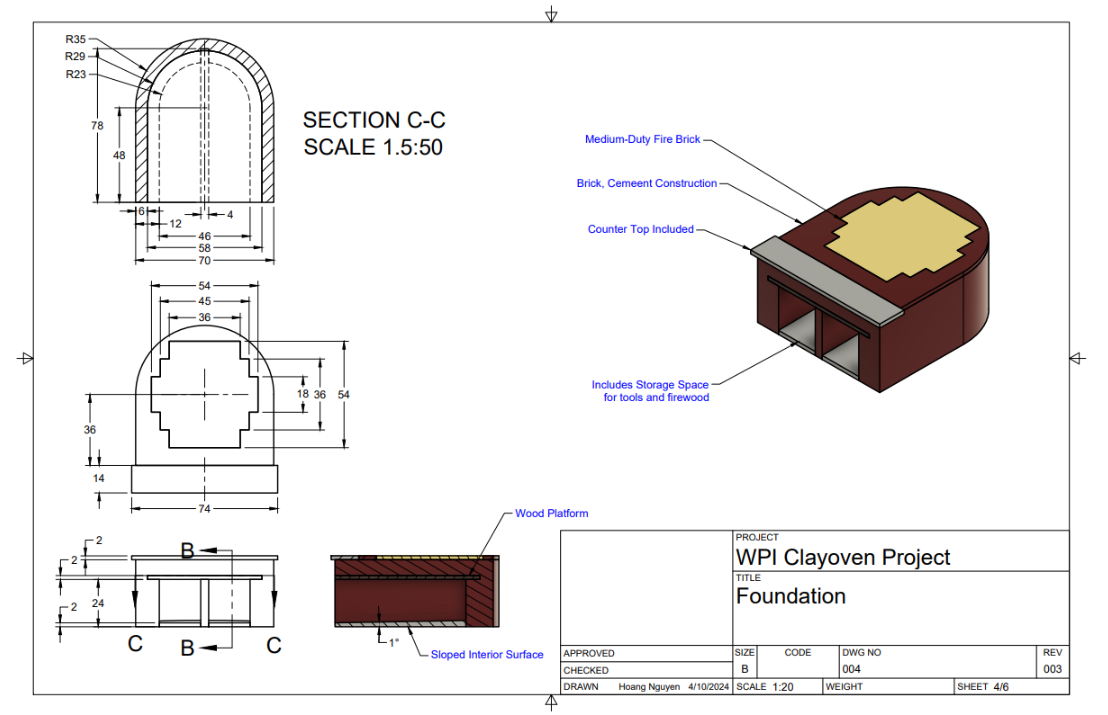 R35
R29
R23
78
48
6
12
4
46
58
70
SECTION C-C
SCALE 1.5:50
54
45
36
18
36
54
36
14
74
Medium-Duty Fire Brick
Brick, Cemeent Construction
Counter Top Included
Includes Storage Space
for tools and firewood
2
2
2
24
B
B
C
C
Wood Platform
1"
Sloped Interior Surface
PROJECT
WPI Clayoven Project
TITLE
Foundation
APPROVED
CHECKED
DRAWN Hoang Nguyen 4/10/2024
SIZE
B
CODE
DWG NO
004
REV
003
SCALE 1:20
WEIGHT
SHEET 4/6